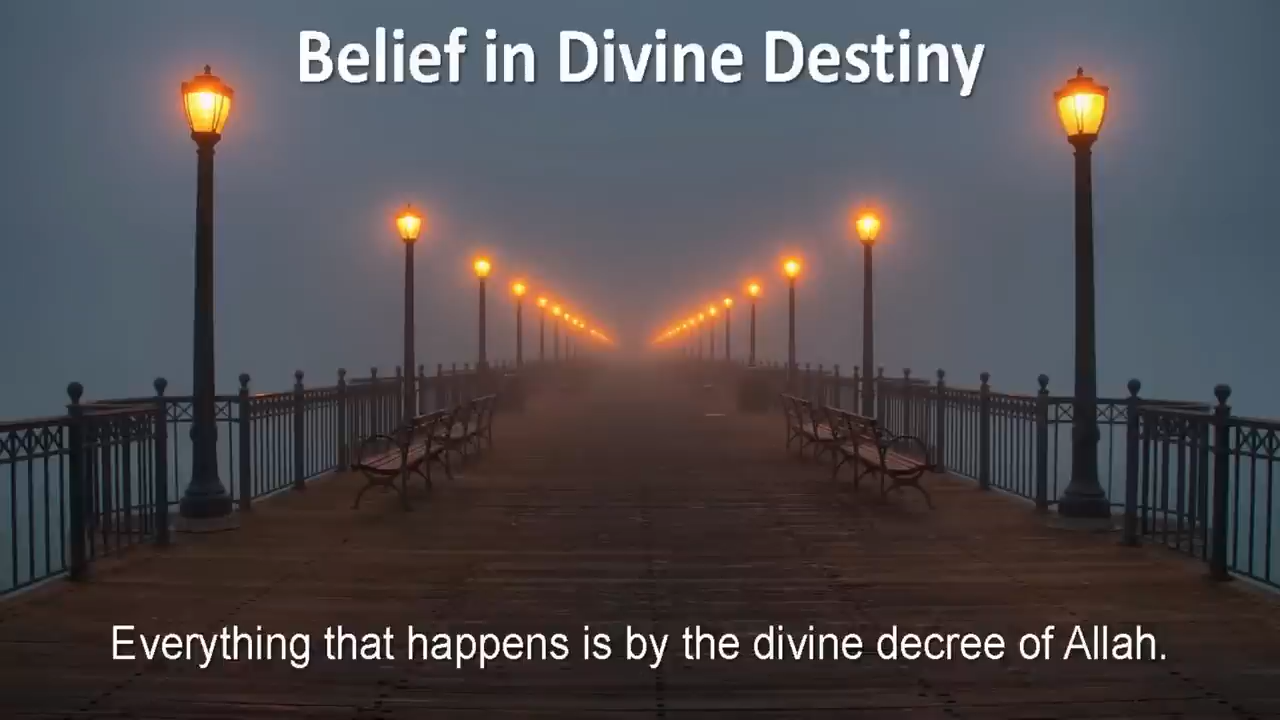 Belief in Divine Destiny
Everything that happens is by the divine decree of Allah.